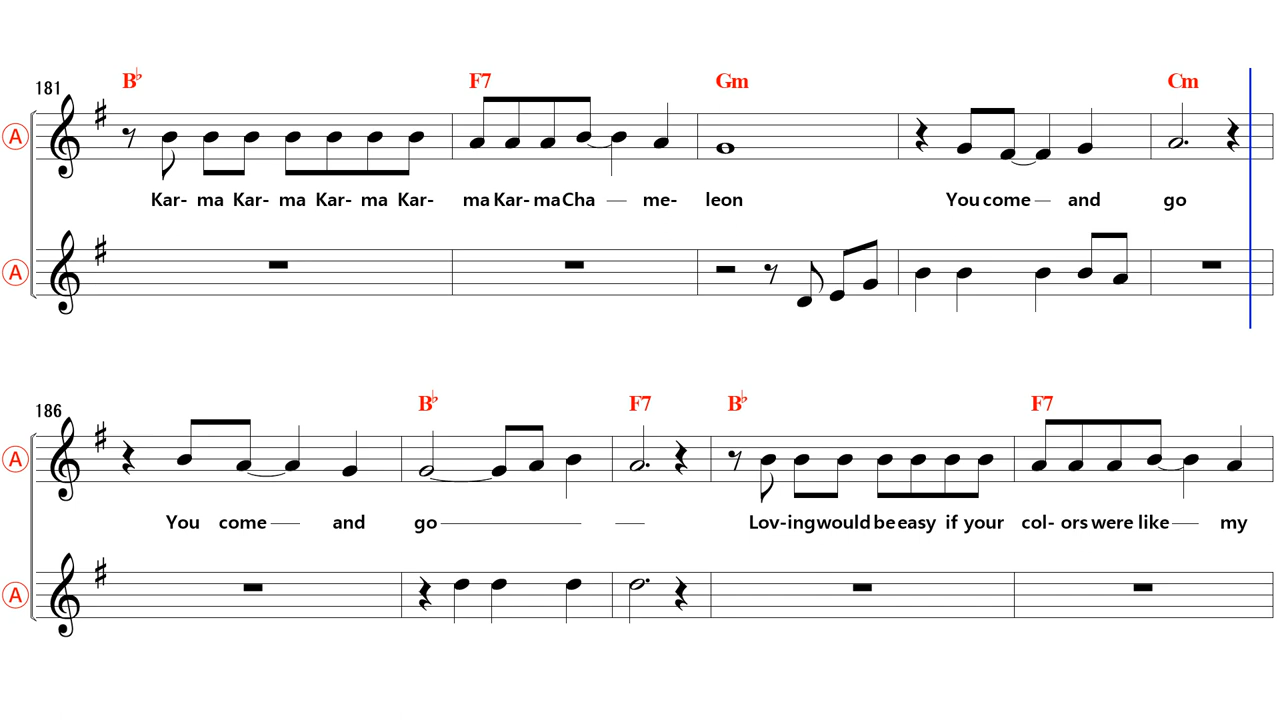 181 B♭ F7 Gm Cm
A
Kar- ma Kar- ma Kar- ma Kar- ma Kar- ma Cha — me- leon You come — and go
A
186 B♭ F7 B♭ F7
A
You come — and go — — Lov-ing would be easy if your col- ors were like — my
A